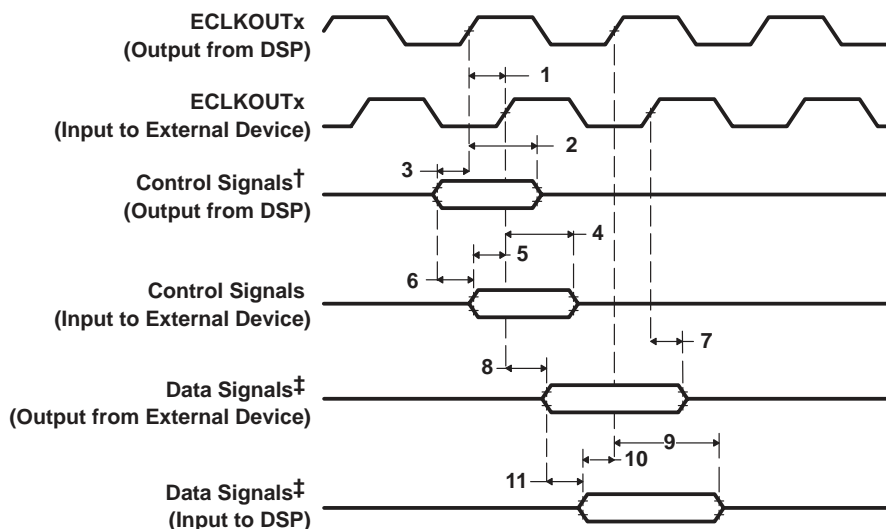 ECLKOUTx
(Output from DSP)
1
ECLKOUTx
(Input to External Device)
2
3
Control Signals†
(Output from DSP)
4
5
6
Control Signals
(Input to External Device)
7
8
Data Signals‡
(Output from External Device)
9
10
11
Data Signals‡
(Input to DSP)